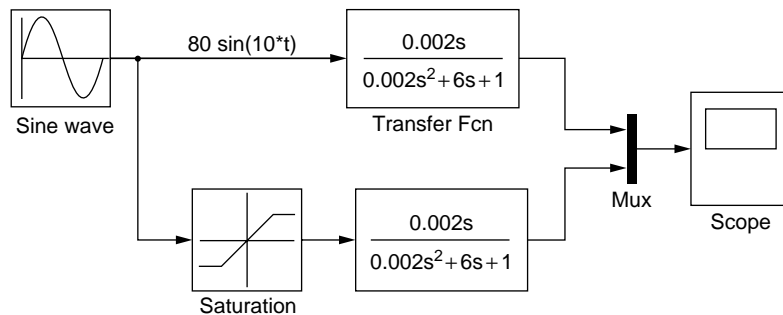 80 sin(10*t)
0.002s
0.002s²+6s+1
Sine wave
Transfer Fcn
0.002s
0.002s²+6s+1
Mux
Scope
Saturation